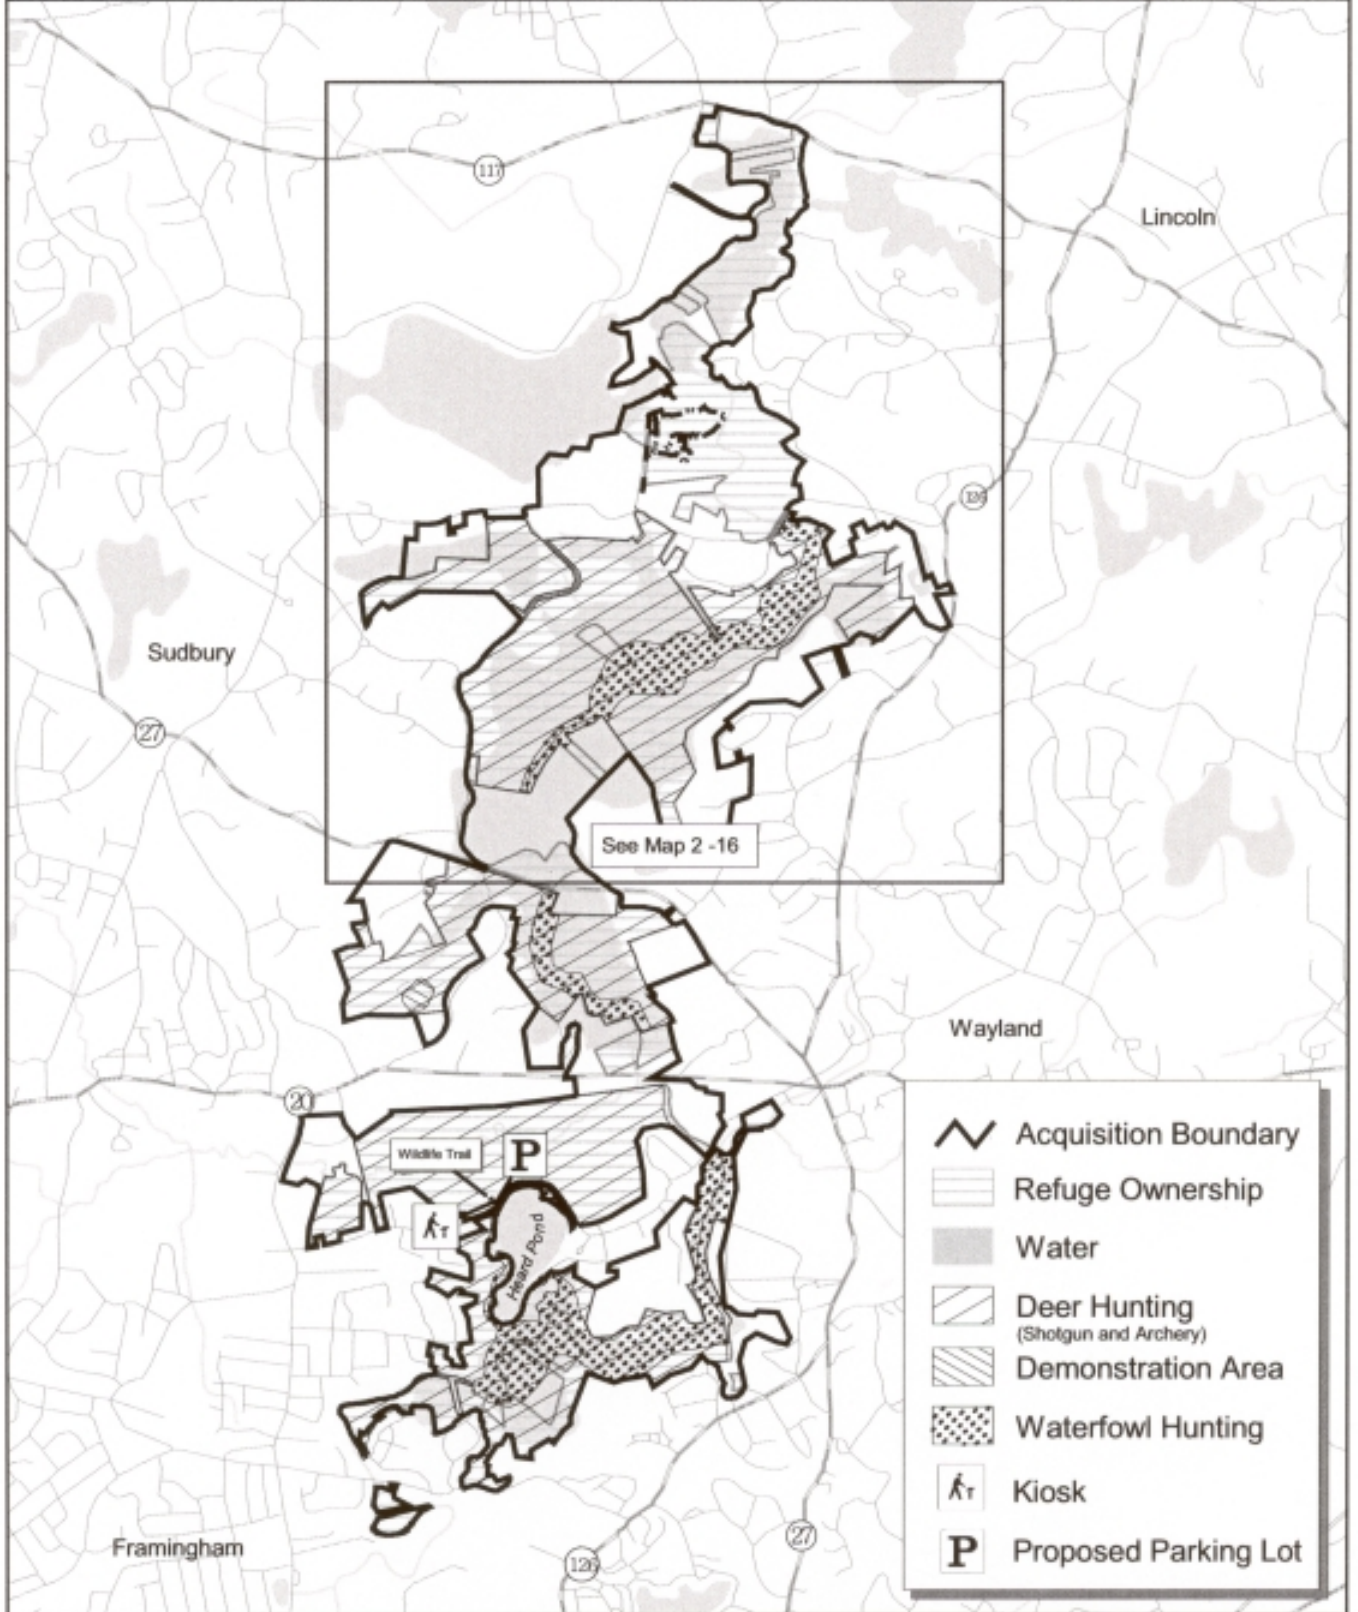 117
Lincoln
126
Sudbury
27
See Map 2 -16
Wayland
20
Wildlife Trail
P
Heard Pond
Acquisition Boundary
Refuge Ownership
Water
Deer Hunting
(Shotgun and Archery)
Demonstration Area
Waterfowl Hunting
Kiosk
P Proposed Parking Lot
Framingham
27
126